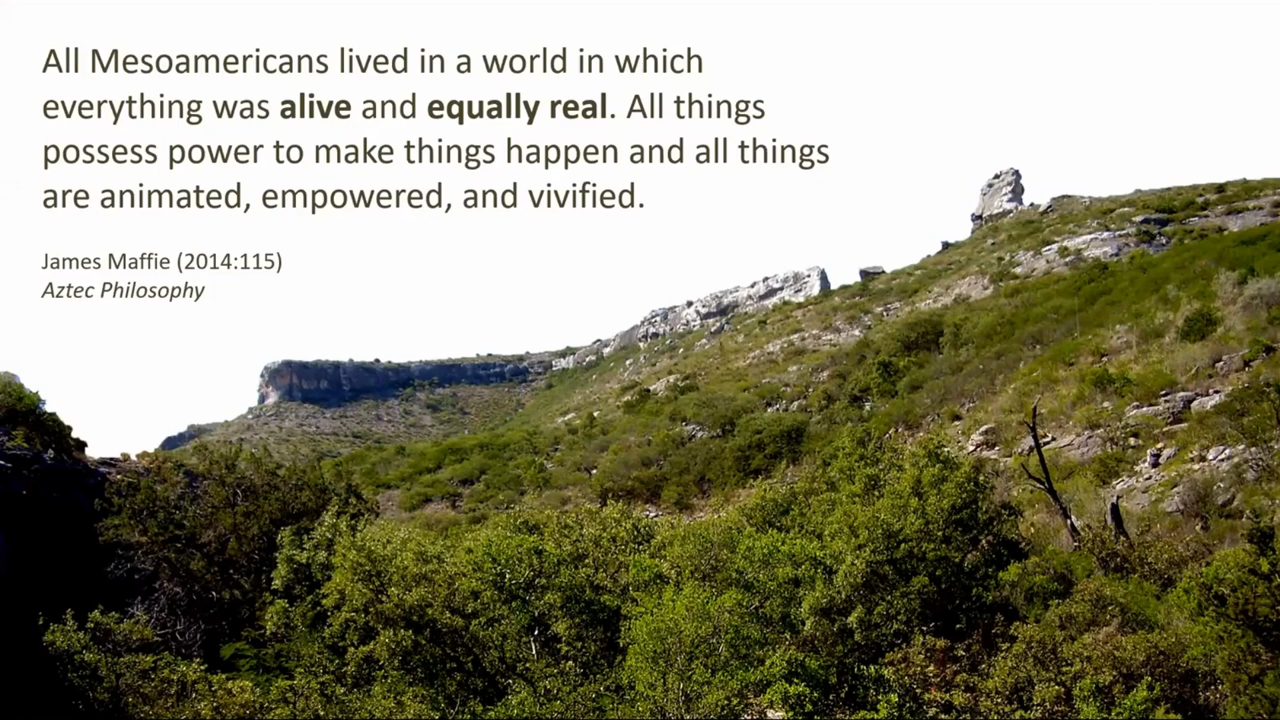 All Mesoamericans lived in a world in which
everything was alive and equally real. All things
possess power to make things happen and all things
are animated, empowered, and vivified.
James Maffie (2014:115)
Aztec Philosophy